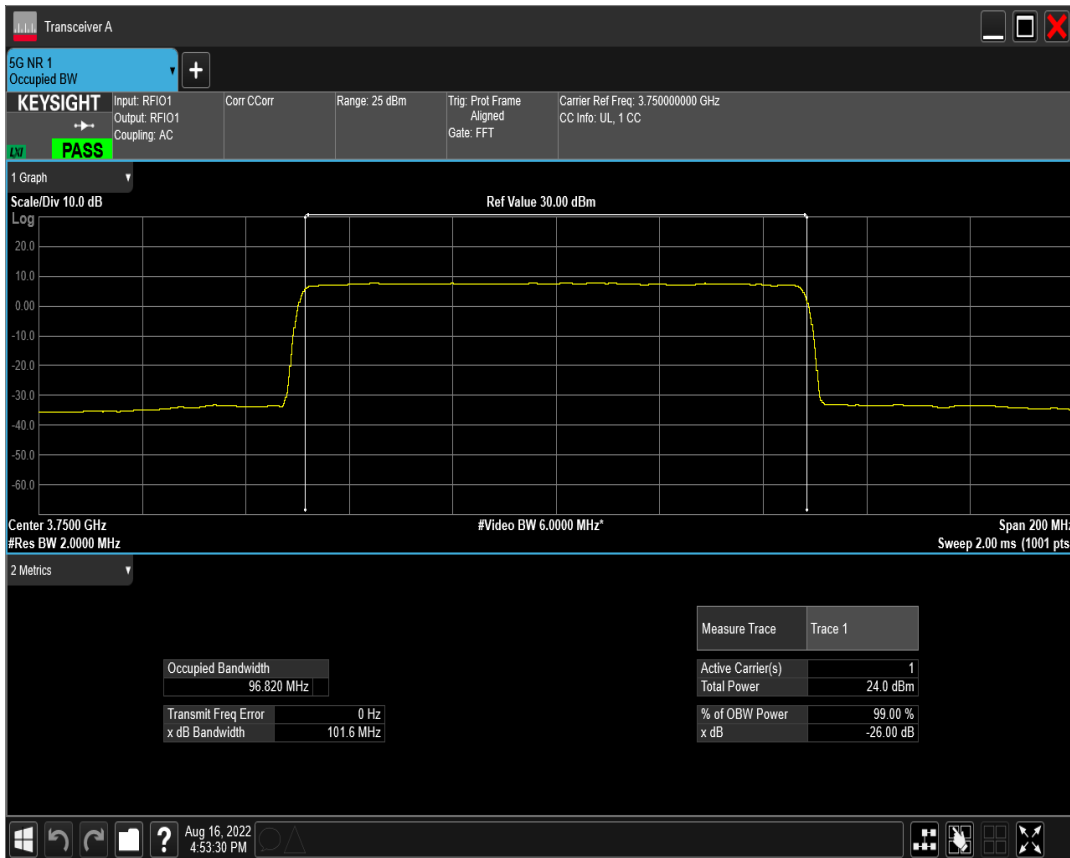 Transceiver A
5G NR 1
Occupied BW
+
KEYSIGHT
LXI
PASS
Input: RFIO1
Output: RFIO1
Coupling: AC
Corr CCorr
Range: 25 dBm
Trig: Prot Frame
Aligned
Gate: FFT
Carrier Ref Freq: 3.750000000 GHz
CC Info: UL, 1 CC
1 Graph
Scale/Div 10.0 dB
Ref Value 30.00 dBm
Log
20.0
10.0
0.00
-10.0
-20.0
-30.0
-40.0
-50.0
-60.0
Center 3.7500 GHz
#Video BW 6.0000 MHz*
Span 200 MHz
#Res BW 2.0000 MHz
Sweep 2.00 ms (1001 pts
2 Metrics
Measure Trace Trace 1
Occupied Bandwidth
96.820 MHz
Active Carrier(s) 1
Total Power 24.0 dBm
Transmit Freq Error 0 Hz
x dB Bandwidth 101.6 MHz
% of OBW Power 99.00 %
x dB -26.00 dB
?
Aug 16, 2022
4:53:30 PM